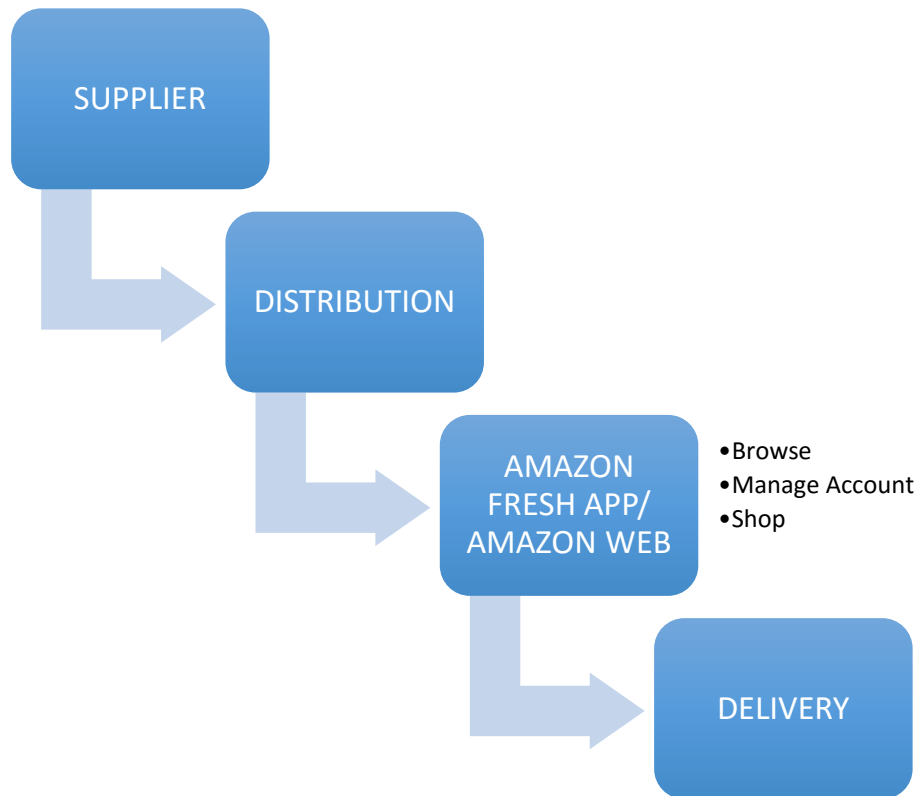 SUPPLIER
DISTRIBUTION
AMAZON
FRESH APP/
AMAZON WEB
•Browse
•Manage Account
•Shop
DELIVERY